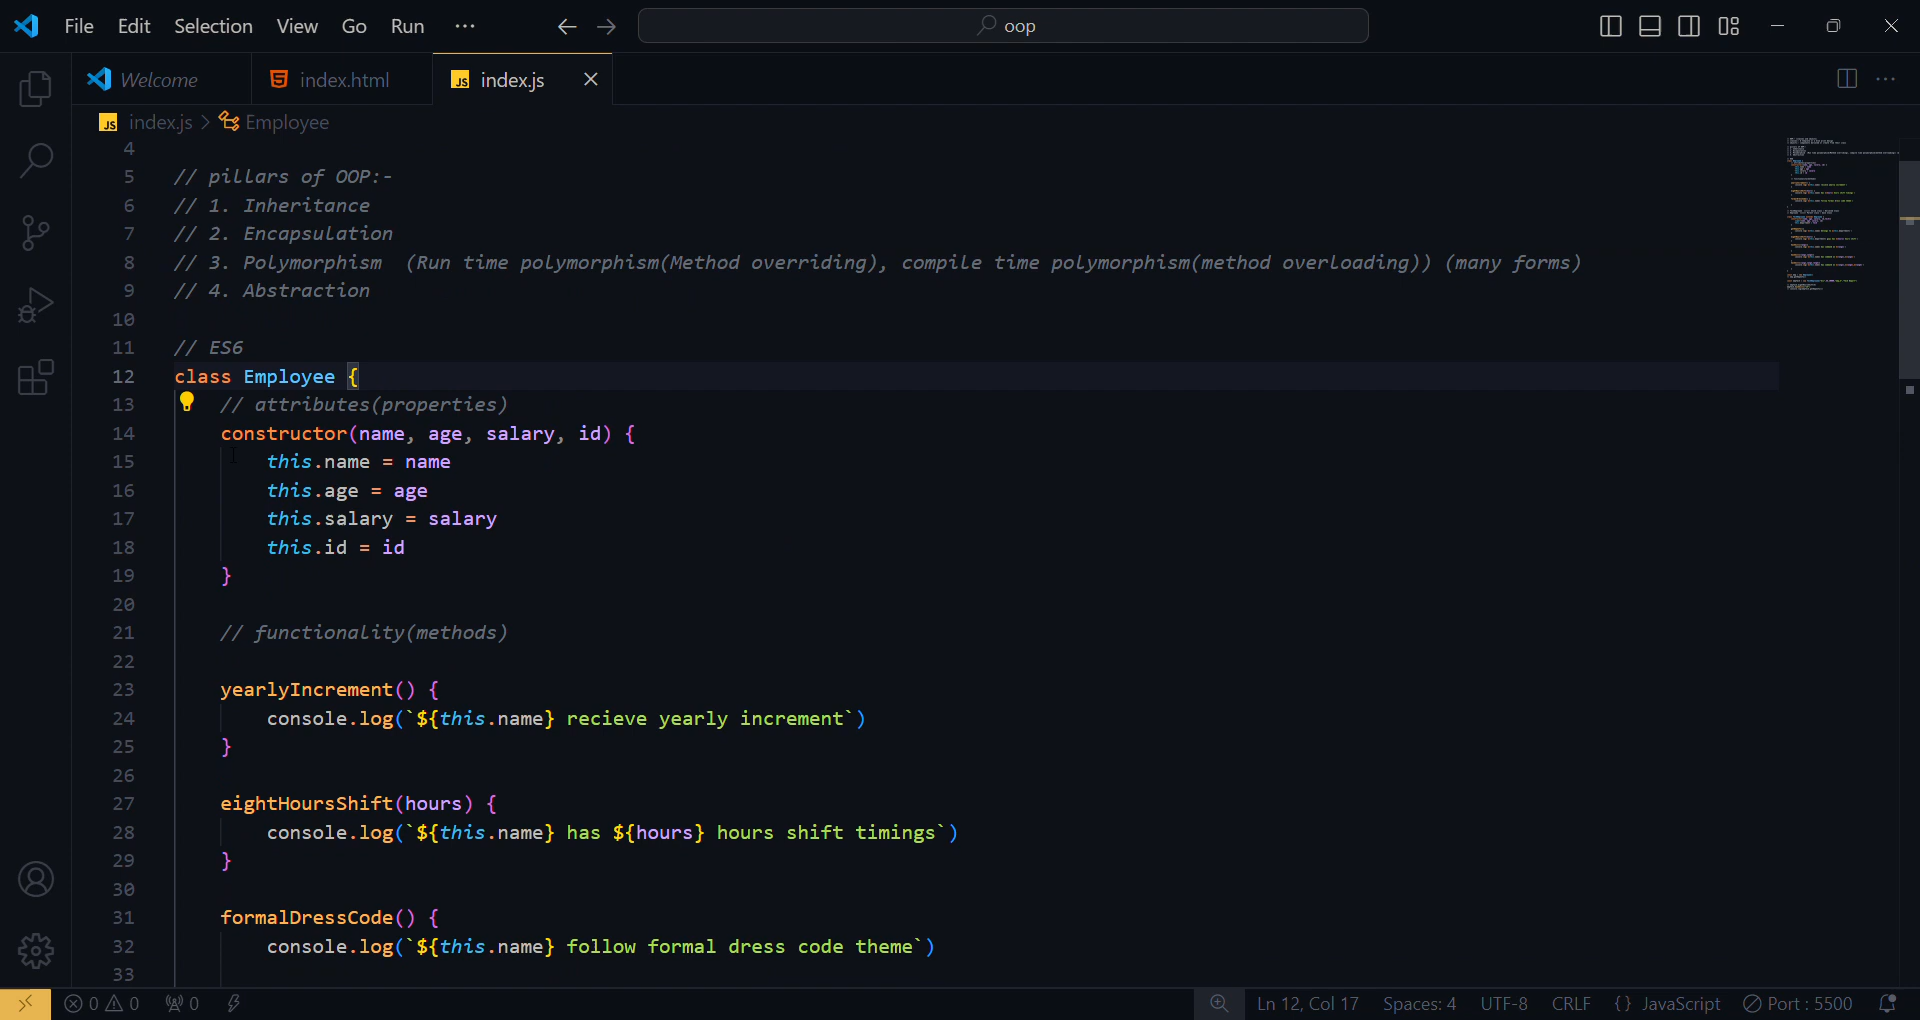 File Edit Selection View Go Run ···
oop
Welcome
index.html
JS index.js
JS index.js > Employee
4
5 // pillars of OOP:-
6 // 1. Inheritance
7 // 2. Encapsulation
8 // 3. Polymorphism  (Run time polymorphism(Method overriding), compile time polymorphism(method overloading)) (many forms)
9 // 4. Abstraction
10
11 // ES6
12 class Employee {
13 // attributes(properties)
14 constructor(name, age, salary, id) {
15 this.name = name
16 this.age = age
17 this.salary = salary
18 this.id = id
19 }
20
21 // functionality(methods)
22
23 yearlyIncrement() {
24 console.log(`${this.name} recieve yearly increment`)
25 }
26
27 eightHoursShift(hours) {
28 console.log(`${this.name} has ${hours} hours shift timings`)
29 }
30
31 formalDressCode() {
32 console.log(`${this.name} follow formal dress code theme`)
33
0 0 0 Ln 12, Col 17 Spaces: 4 UTF-8 CRLF {} JavaScript Port : 5500